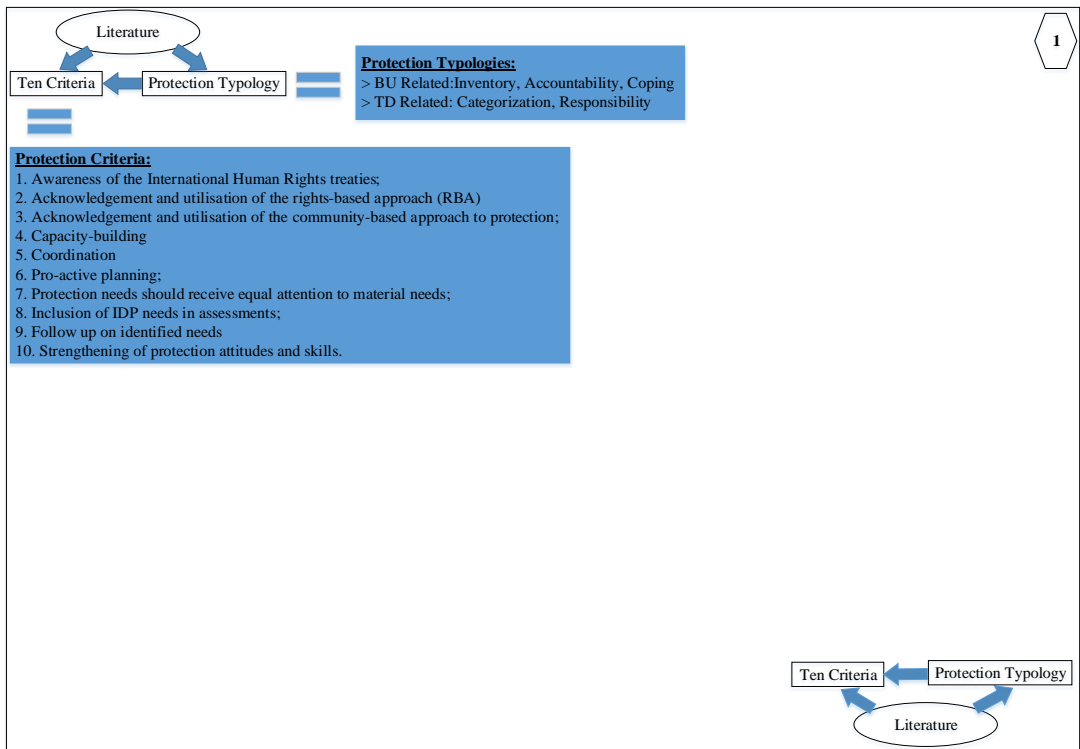 Literature
1
Ten Criteria
Protection Typology
Protection Typologies:
> BU Related:Inventory, Accountability, Coping
> TD Related: Categorization, Responsibility
Protection Criteria:
1. Awareness of the International Human Rights treaties;
2. Acknowledgement and utilisation of the rights-based approach (RBA)
3. Acknowledgement and utilisation of the community-based approach to protection;
4. Capacity-building
5. Coordination
6. Pro-active planning;
7. Protection needs should receive equal attention to material needs;
8. Inclusion of IDP needs in assessments;
9. Follow up on identified needs
10. Strengthening of protection attitudes and skills.
Ten Criteria
Protection Typology
Literature